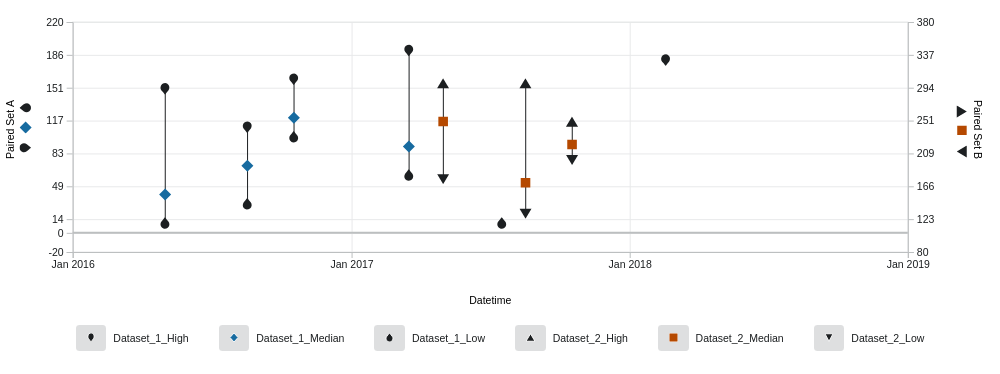 220
186
151
117
83
49
14
0
-20
380
337
294
251
209
166
123
80
Paired Set A
Paired Set B
Jan 2016
Jan 2017
Jan 2018
Jan 2019
Datetime
Dataset_1_High
Dataset_1_Median
Dataset_1_Low
Dataset_2_High
Dataset_2_Median
Dataset_2_Low